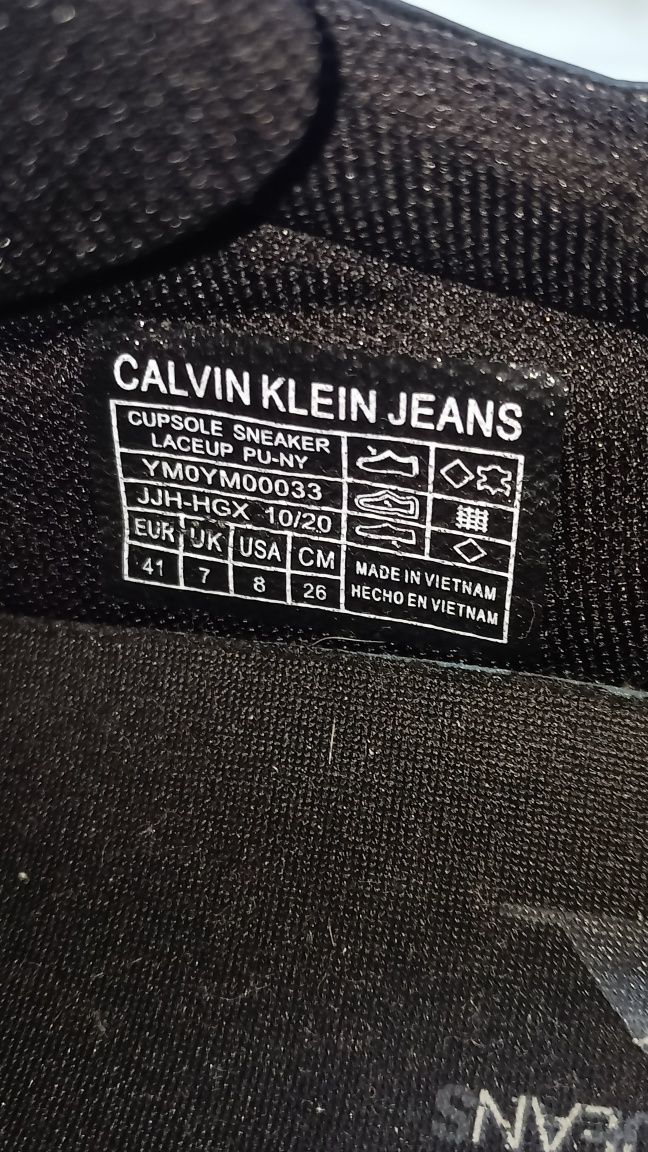 CALVIN KLEIN JEANS
CUPSOLE SNEAKER
LACEUP PU-NY
YM0YM00033
JJH-HGX 10/20
EUR UK USA CM
41 7 8 26
MADE IN VIETNAM
HECHO EN VIETNAM